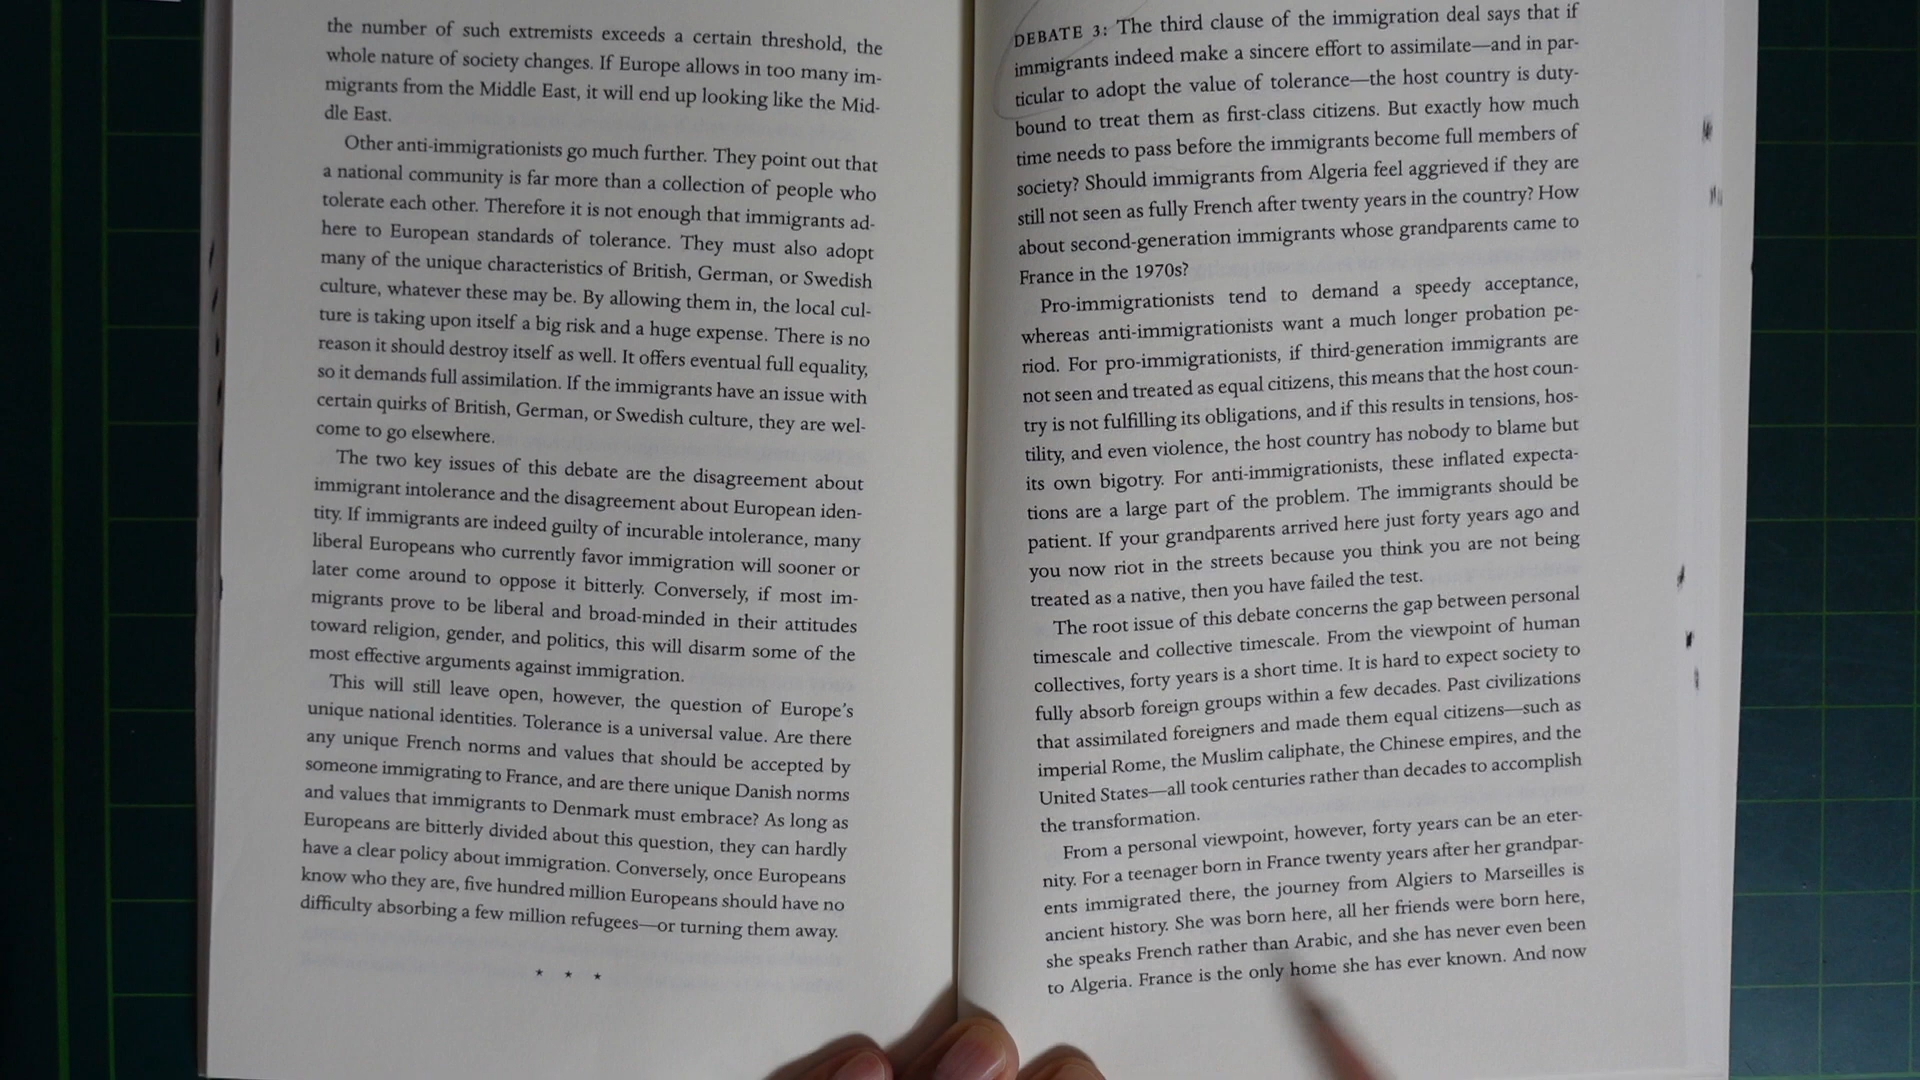 the number of such extremists exceeds a certain threshold, the
whole nature of society changes. If Europe allows in too many im-
migrants from the Middle East, it will end up looking like the Mid-
dle East.
Other anti-immigrationists go much further. They point out that
a national community is far more than a collection of people who
tolerate each other. Therefore it is not enough that immigrants ad-
here to European standards of tolerance. They must also adopt
many of the unique characteristics of British, German, or Swedish
culture, whatever these may be. By allowing them in, the local cul-
ture is taking upon itself a big risk and a huge expense. There is no
reason it should destroy itself as well. It offers eventual full equality,
so it demands full assimilation. If the immigrants have an issue with
certain quirks of British, German, or Swedish culture, they are wel-
come to go elsewhere.
The two key issues of this debate are the disagreement about
immigrant intolerance and the disagreement about European iden-
tity. If immigrants are indeed guilty of incurable intolerance, many
liberal Europeans who currently favor immigration will sooner or
later come around to oppose it bitterly. Conversely, if most im-
migrants prove to be liberal and broad-minded in their attitudes
toward religion, gender, and politics, this will disarm some of the
most effective arguments against immigration.
This will still leave open, however, the question of Europe's
unique national identities. Tolerance is a universal value. Are there
any unique French norms and values that should be accepted by
someone immigrating to France, and are there unique Danish norms
and values that immigrants to Denmark must embrace? As long as
Europeans are bitterly divided about this question, they can hardly
have a clear policy about immigration. Conversely, once Europeans
know who they are, five hundred million Europeans should have no
difficulty absorbing a few million refugees—or turning them away.
* * *
DEBATE 3: The third clause of the immigration deal says that if
immigrants indeed make a sincere effort to assimilate—and in par-
ticular to adopt the value of tolerance—the host country is duty-
bound to treat them as first-class citizens. But exactly how much
time needs to pass before the immigrants become full members of
society? Should immigrants from Algeria feel aggrieved if they are
still not seen as fully French after twenty years in the country? How
about second-generation immigrants whose grandparents came to
France in the 1970s?
Pro-immigrationists tend to demand a speedy acceptance,
whereas anti-immigrationists want a much longer probation pe-
riod. For pro-immigrationists, if third-generation immigrants are
not seen and treated as equal citizens, this means that the host coun-
try is not fulfilling its obligations, and if this results in tensions, hos-
tility, and even violence, the host country has nobody to blame but
its own bigotry. For anti-immigrationists, these inflated expecta-
tions are a large part of the problem. The immigrants should be
patient. If your grandparents arrived here just forty years ago and
you now riot in the streets because you think you are not being
treated as a native, then you have failed the test.
The root issue of this debate concerns the gap between personal
timescale and collective timescale. From the viewpoint of human
collectives, forty years is a short time. It is hard to expect society to
fully absorb foreign groups within a few decades. Past civilizations
that assimilated foreigners and made them equal citizens—such as
imperial Rome, the Muslim caliphate, the Chinese empires, and the
United States—all took centuries rather than decades to accomplish
the transformation.
From a personal viewpoint, however, forty years can be an eter-
nity. For a teenager born in France twenty years after her grandpar-
ents immigrated there, the journey from Algiers to Marseilles is
ancient history. She was born here, all her friends were born here,
she speaks French rather than Arabic, and she has never even been
to Algeria. France is the only home she has ever known. And now